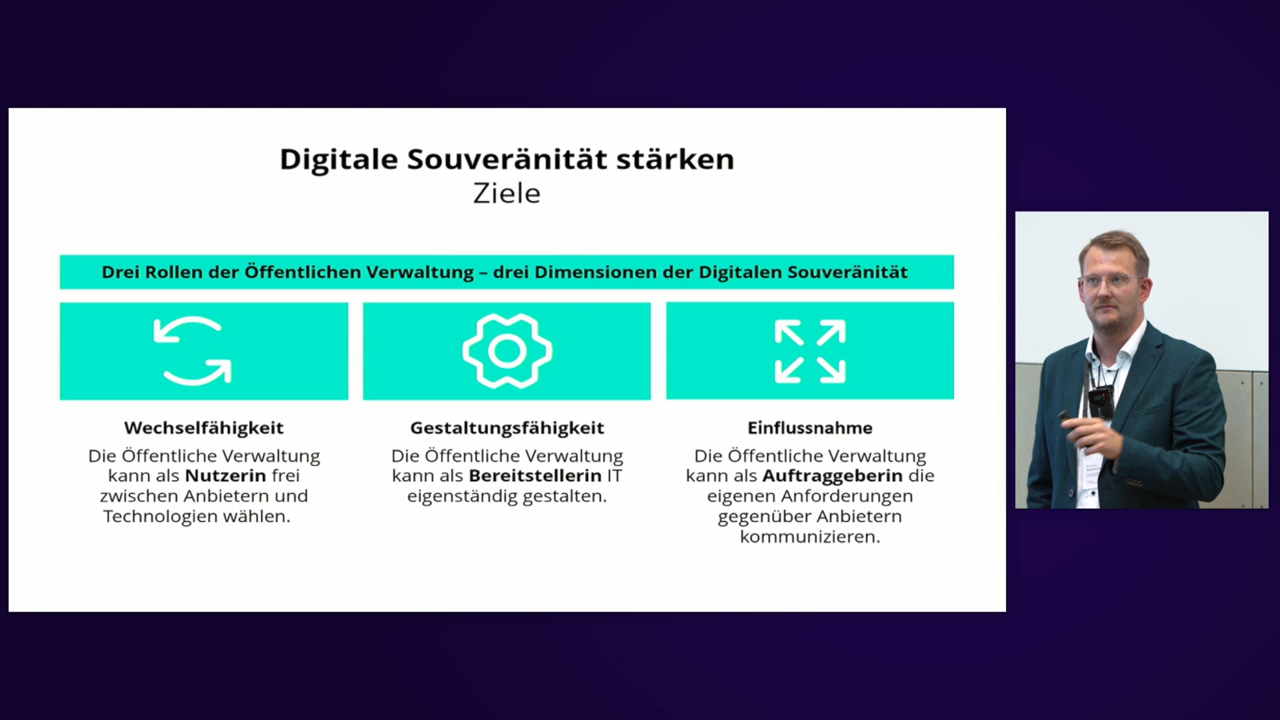 Digitale Souveränität stärken
Ziele
Drei Rollen der Öffentlichen Verwaltung – drei Dimensionen der Digitalen Souveränität
Wechselfähigkeit
Die Öffentliche Verwaltung
kann als Nutzerin frei
zwischen Anbietern und
Technologien wählen.
Gestaltungsfähigkeit
Die Öffentliche Verwaltung
kann als Bereitstellerin IT
eigenständig gestalten.
Einflussnahme
Die Öffentliche Verwaltung
kann als Auftraggeberin die
eigenen Anforderungen
gegenüber Anbietern
kommunizieren.